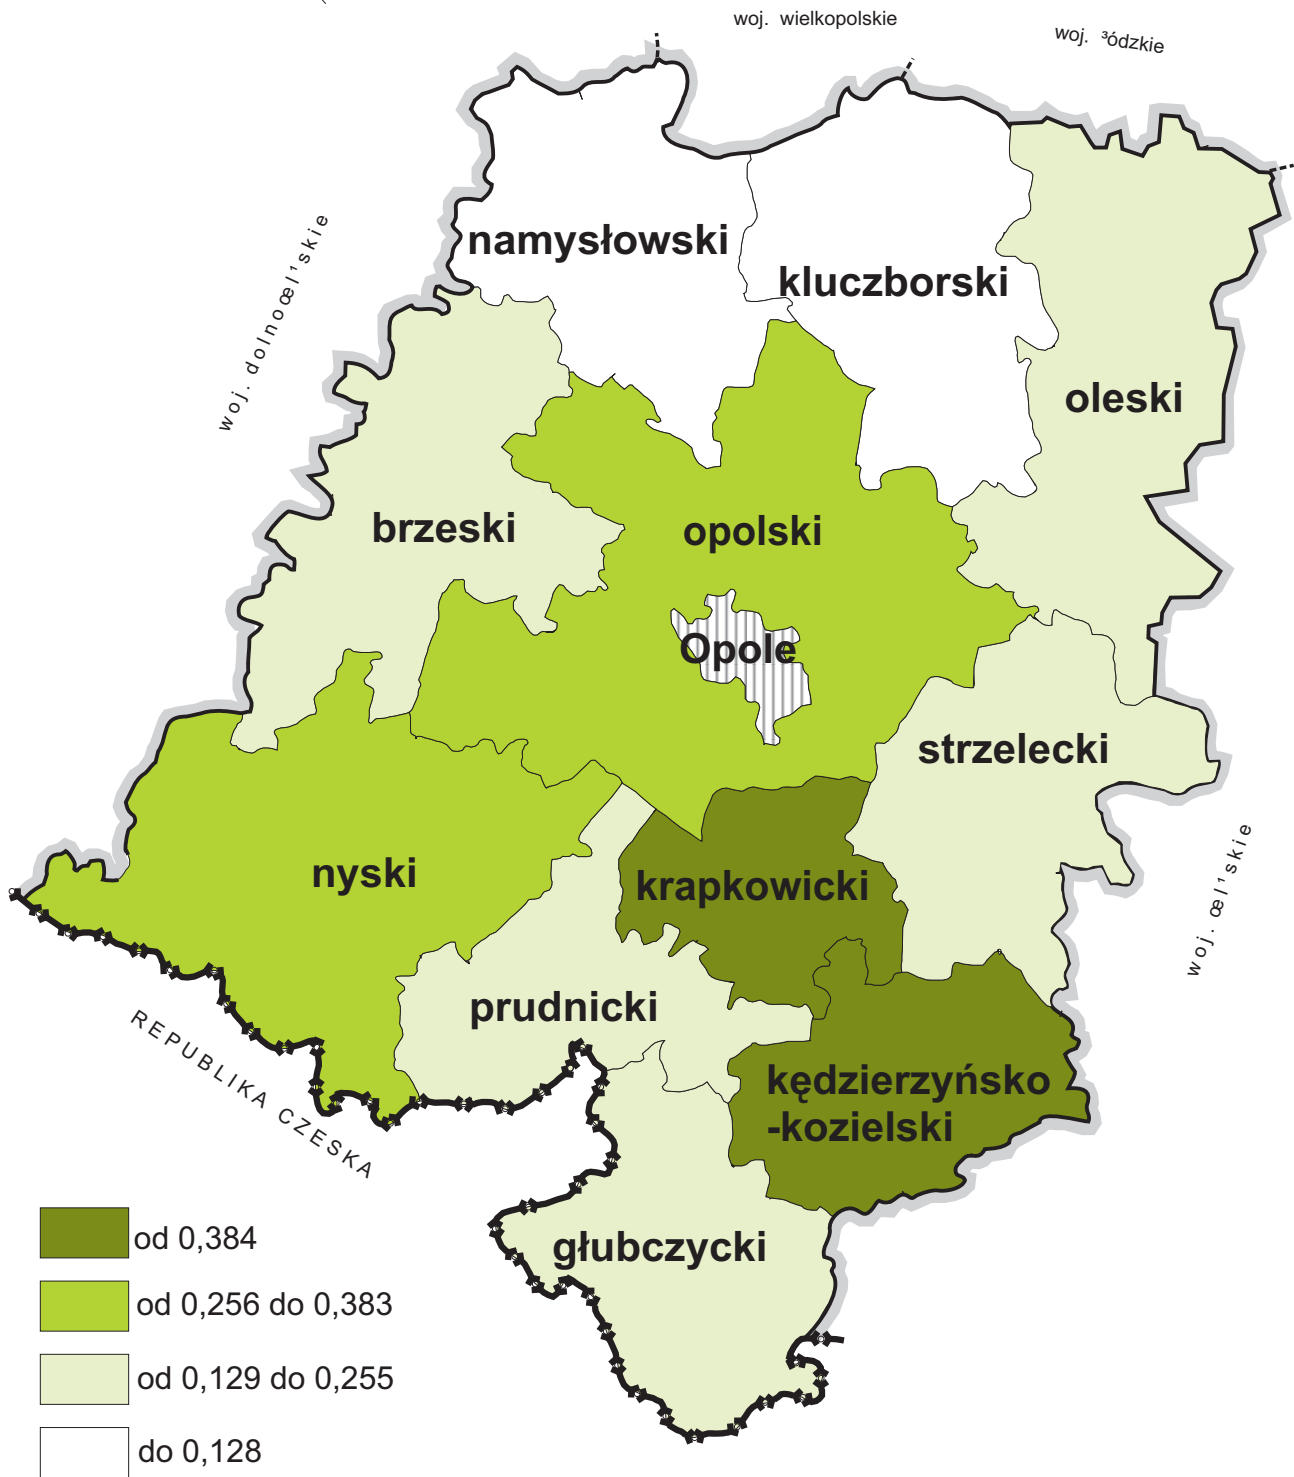 woj. wielkopolskie
woj. ³ódzkie
woj. dolnoœl¹skie
namysłowski
kluczborski
oleski
brzeski
opolski
Opole
strzelecki
nyski
krapkowicki
woj. œl¹skie
prudnicki
REPUBLIKA CZESKA
kędzierzyńsko
-kozielski
głubczycki
od 0,384
od 0,256 do 0,383
od 0,129 do 0,255
do 0,128